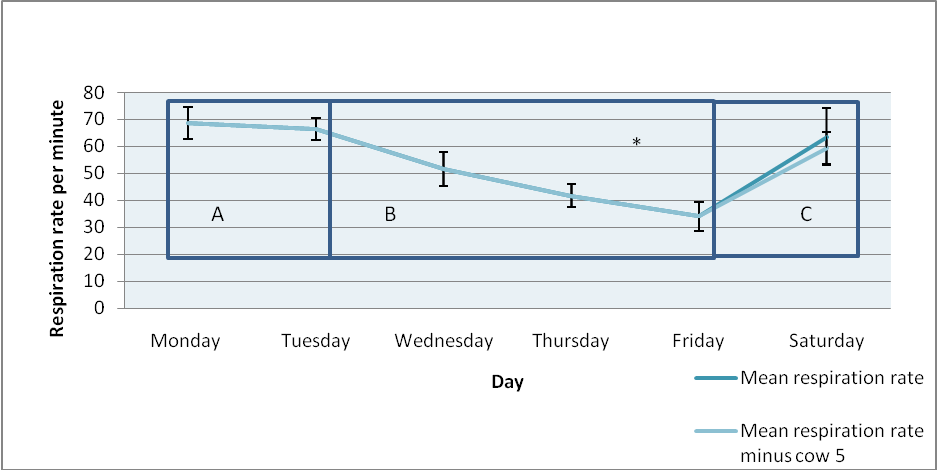 Respiration rate per minute
80
70
60
50
40
30
20
10
0
*
A
B
C
Monday
Tuesday
Wednesday
Thursday
Friday
Saturday
Day
Mean respiration rate
Mean respiration rate
minus cow 5